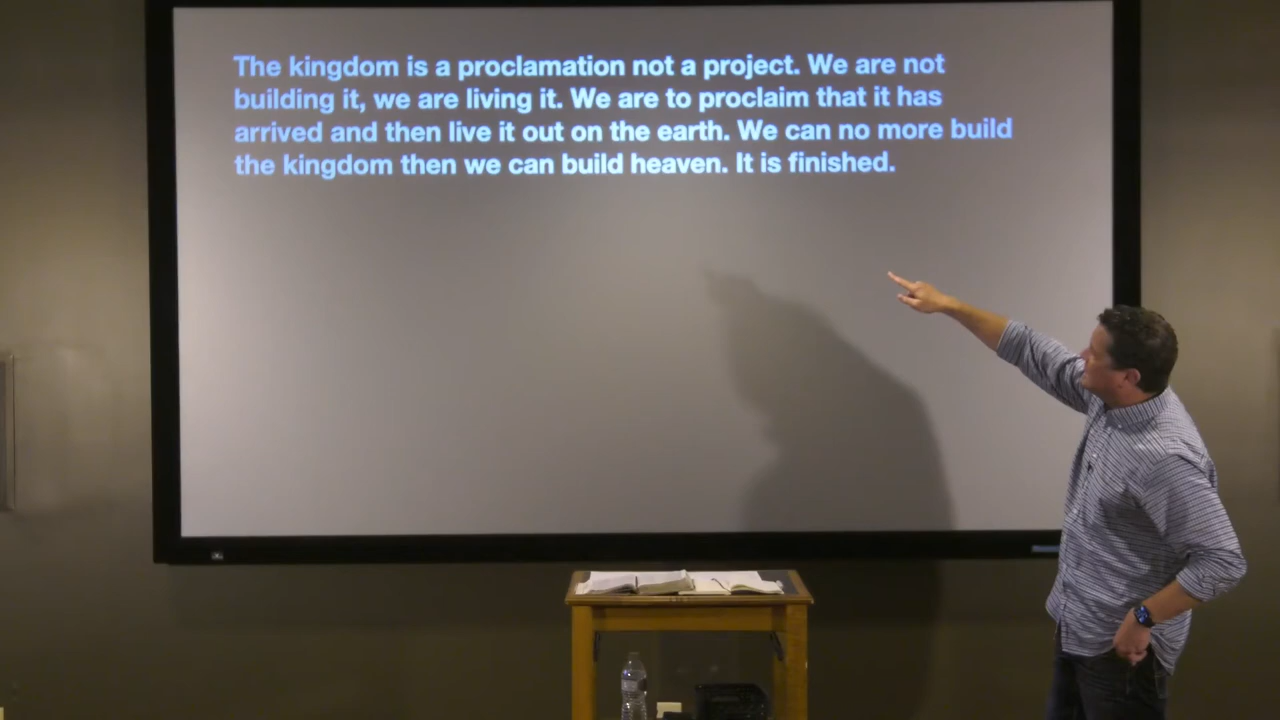 The kingdom is a proclamation not a project. We are not
building it, we are living it. We are to proclaim that it has
arrived and then live it out on the earth. We can no more build
the kingdom then we can build heaven. It is finished.